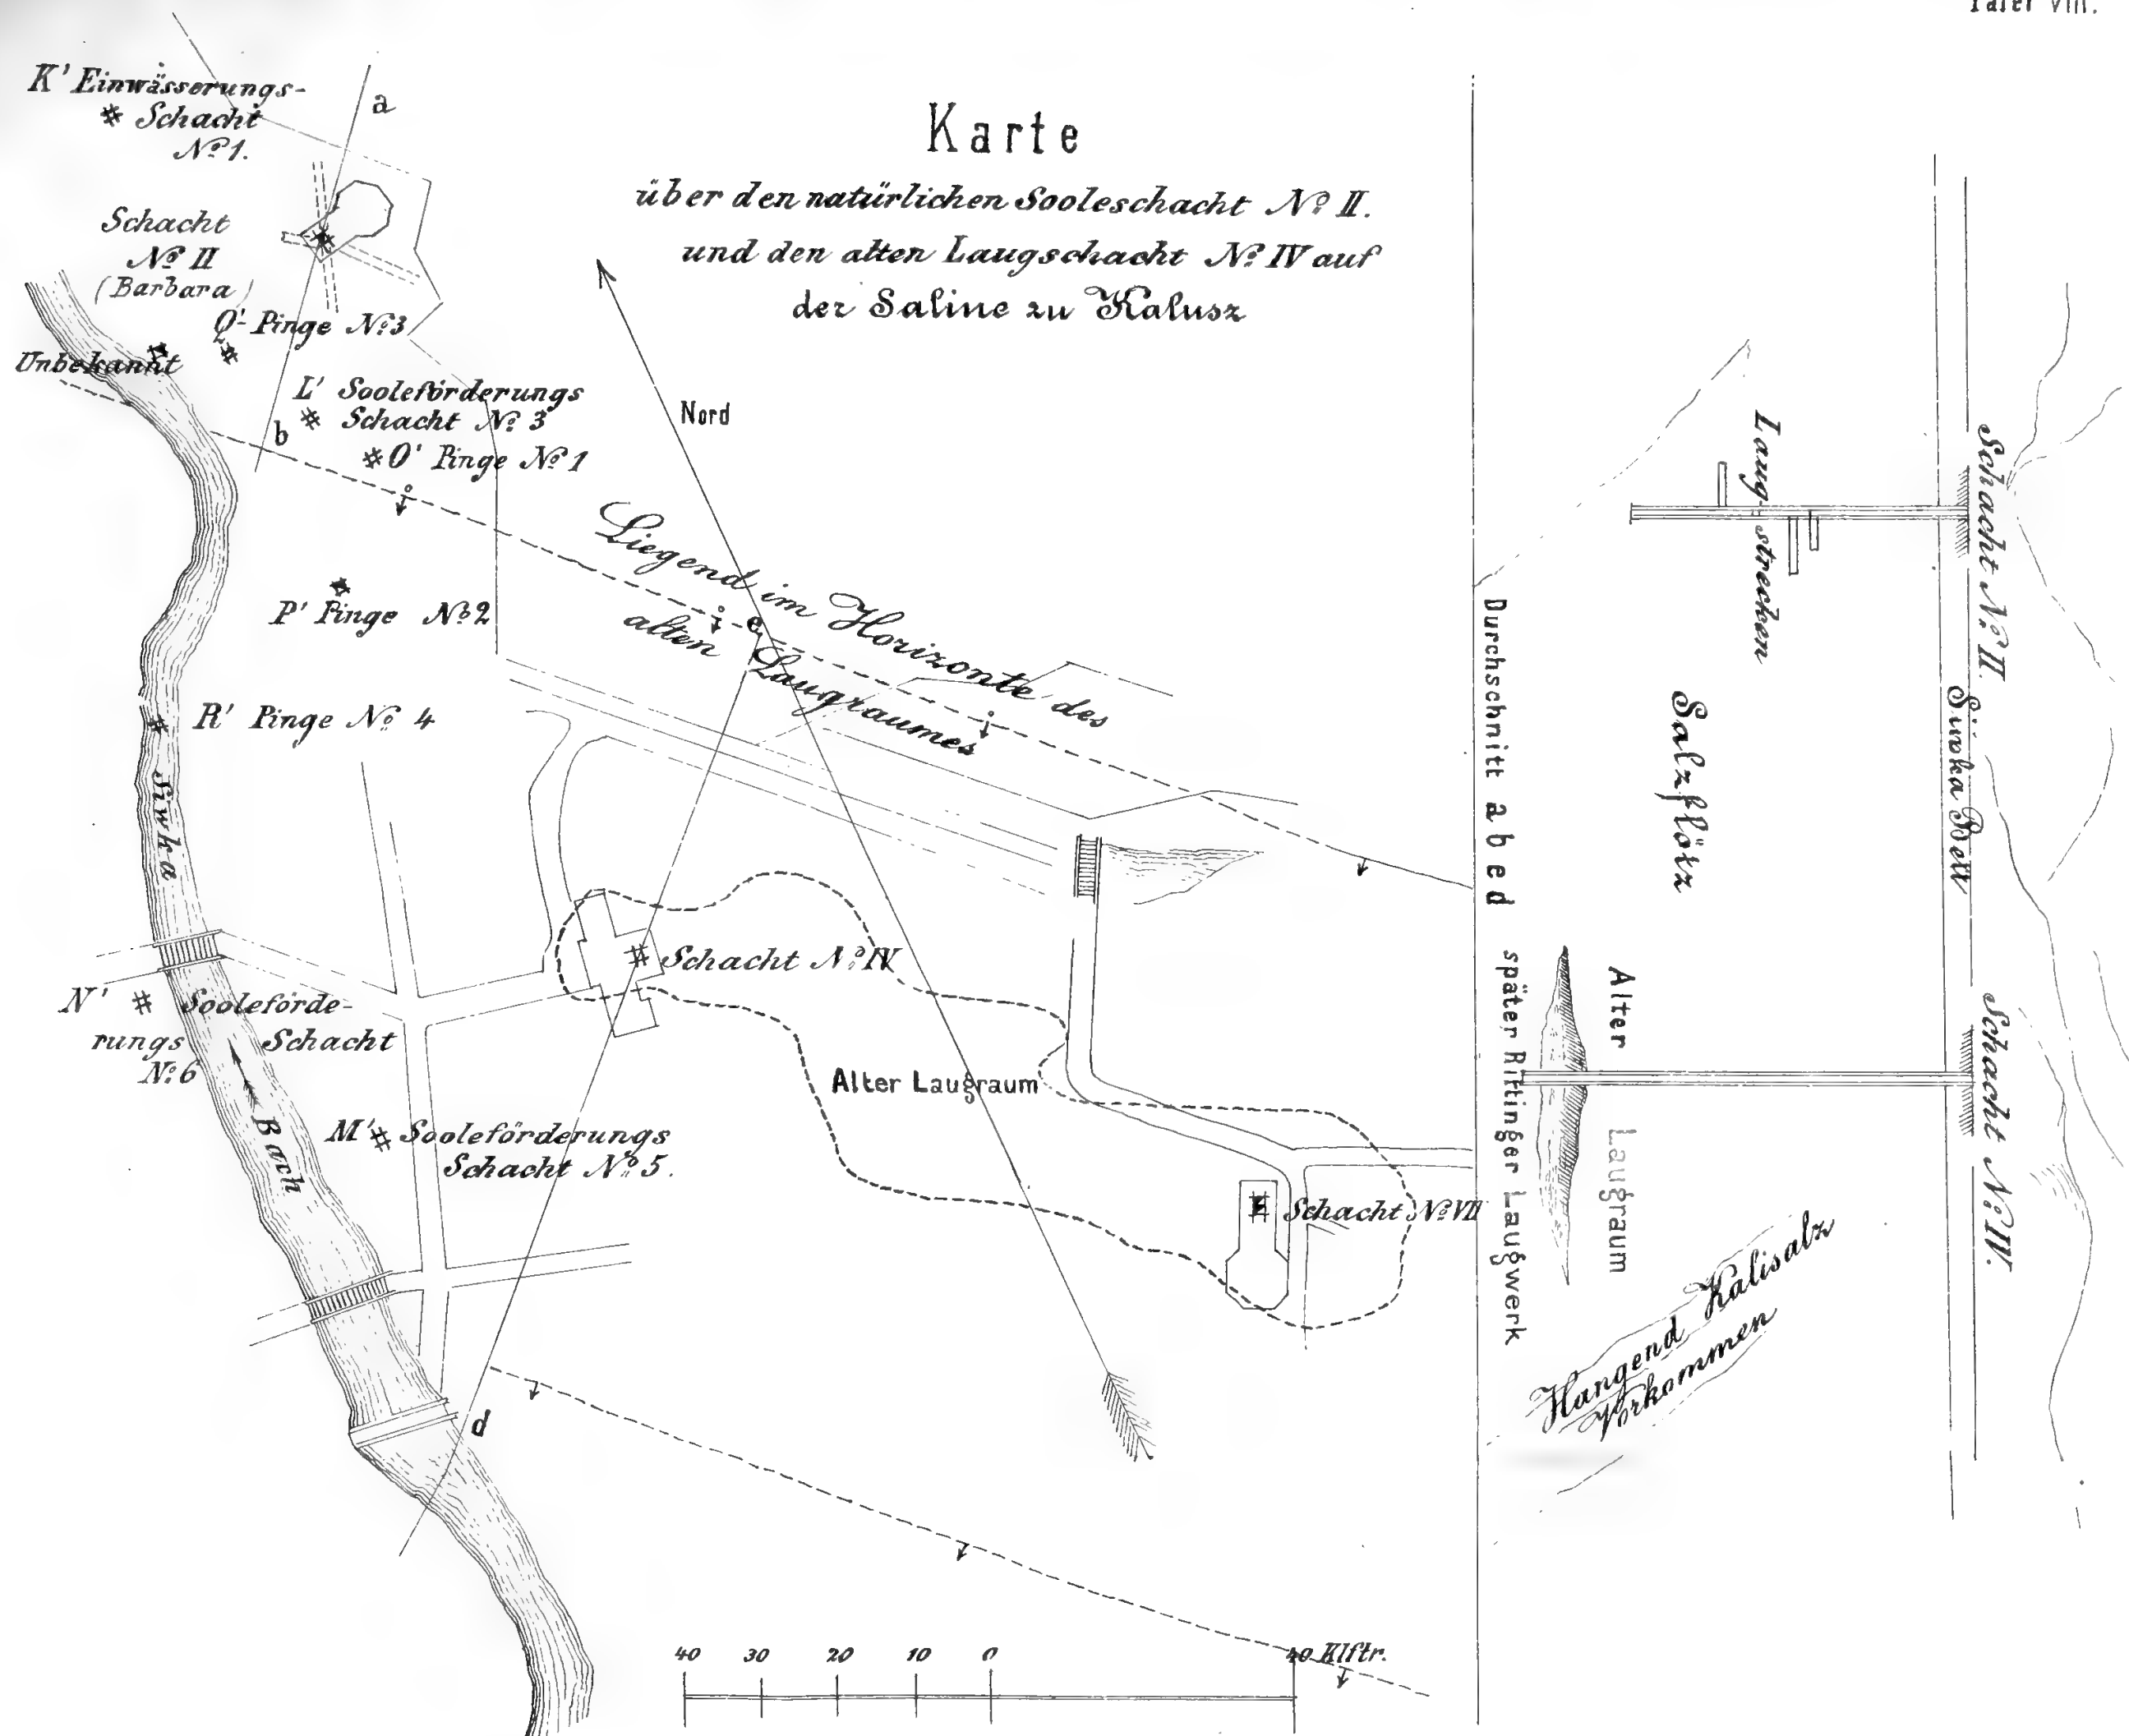 Tafel VIII.
Karte
über den natürlichen Sooleschacht No. II.
und den alten Laugschacht No. IV auf
der Saline zu Kalusz
K' Einwässerungs-
Schacht
No. 1.
a
Schacht
No. II
(Barbara)
Q'- Pinge No. 3
Unbekannt
L' Sooleförderungs
Schacht No. 3
b
O' Pinge No. 1
Nord
P' Pinge No. 2
Liegend im Horizonte des
alten Laugraumes
c
R' Pinge No. 4
Siwka
Bach
Schacht No. IV
N' Sooleförde-
rungs Schacht
No. 6
Alter Laugraum
M' Sooleförderungs
Schacht No. 5.
Schacht No. VII
d
40 30 20 10 0 40 Klftr.
Durchschnitt a b c d
später Rittinger Laugwerk
Laugstrecken
Schacht No. II.
Salzflötz
Siwka Bett
Alter Laugraum
Schacht No. IV.
Hangend Kalisalz
Vorkommen